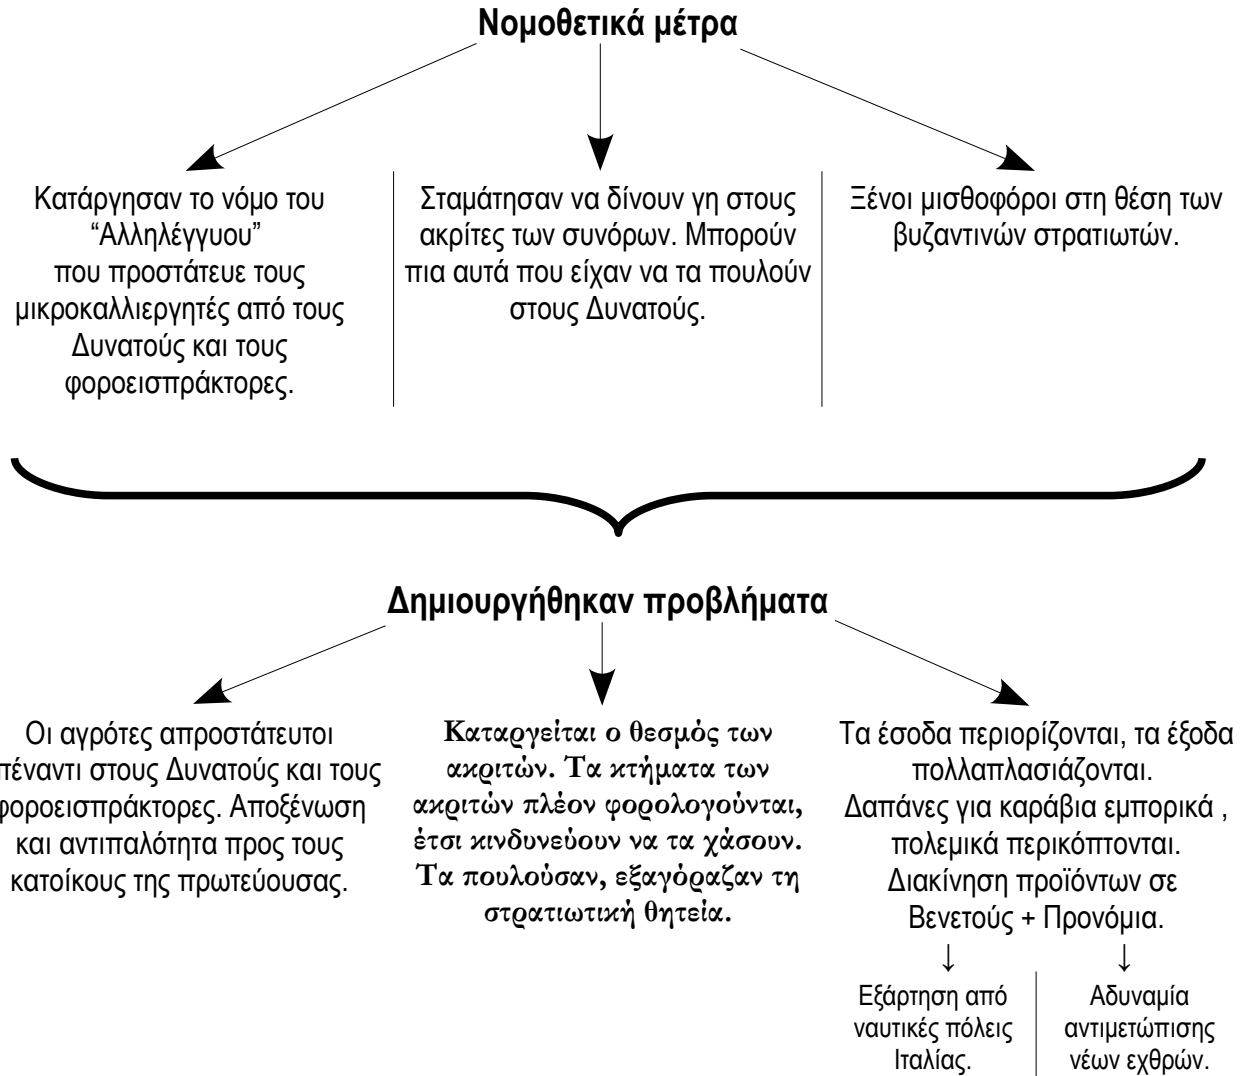 Νομοθετικά μέτρα
Κατάργησαν το νόμο του
“Αλληλέγγυου”
που προστάτευε τους
μικροκαλλιεργητές από τους
Δυνατούς και τους
φοροεισπράκτορες.
Σταμάτησαν να δίνουν γη στους
ακρίτες των συνόρων. Μπορούν
πια αυτά που είχαν να τα πουλούν
στους Δυνατούς.
Ξένοι μισθοφόροι στη θέση των
βυζαντινών στρατιωτών.
Δημιουργήθηκαν προβλήματα
Οι αγρότες απροστάτευτοι
πέναντι στους Δυνατούς και τους
φοροεισπράκτορες. Αποξένωση
και αντιπαλότητα προς τους
κατοίκους της πρωτεύουσας.
Καταργείται ο θεσμός των
ακριτών. Τα κτήματα των
ακριτών πλέον φορολογούνται,
έτσι κινδυνεύουν να τα χάσουν.
Τα πουλούσαν, εξαγόραζαν τη
στρατιωτική θητεία.
Τα έσοδα περιορίζονται, τα έξοδα
πολλαπλασιάζονται.
Δαπάνες για καράβια εμπορικά ,
πολεμικά περικόπτονται.
Διακίνηση προϊόντων σε
Βενετούς + Προνόμια.
↓ ↓
Εξάρτηση από
ναυτικές πόλεις
Ιταλίας.
Αδυναμία
αντιμετώπισης
νέων εχθρών.